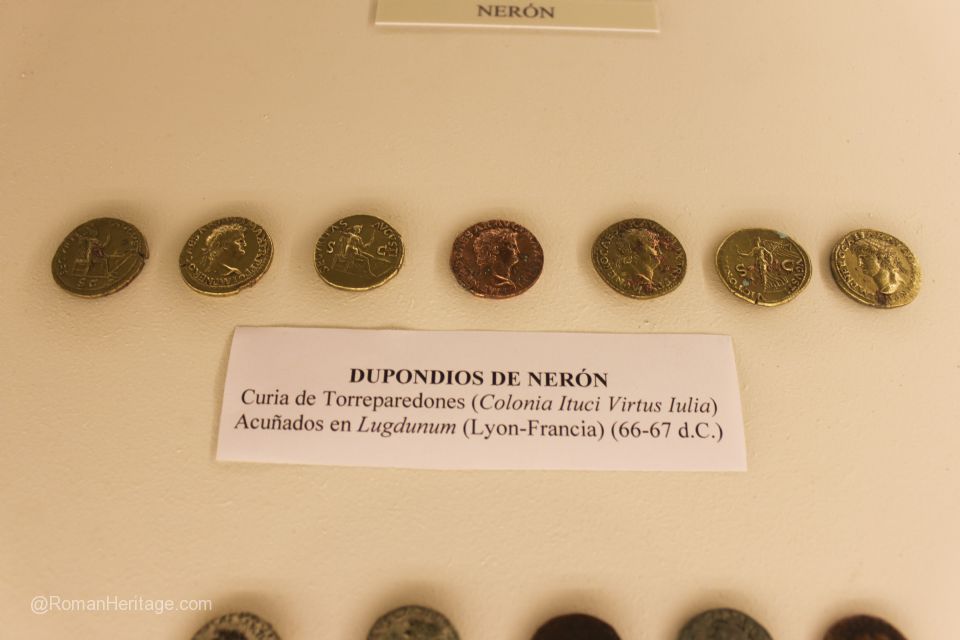 NERÓN
S C
DUPONDIOS DE NERÓN
Curia de Torreparedones (Colonia Ituci Virtus Iulia)
Acuñados en Lugdunum (Lyon-Francia) (66-67 d.C.)
@RomanHeritage.com